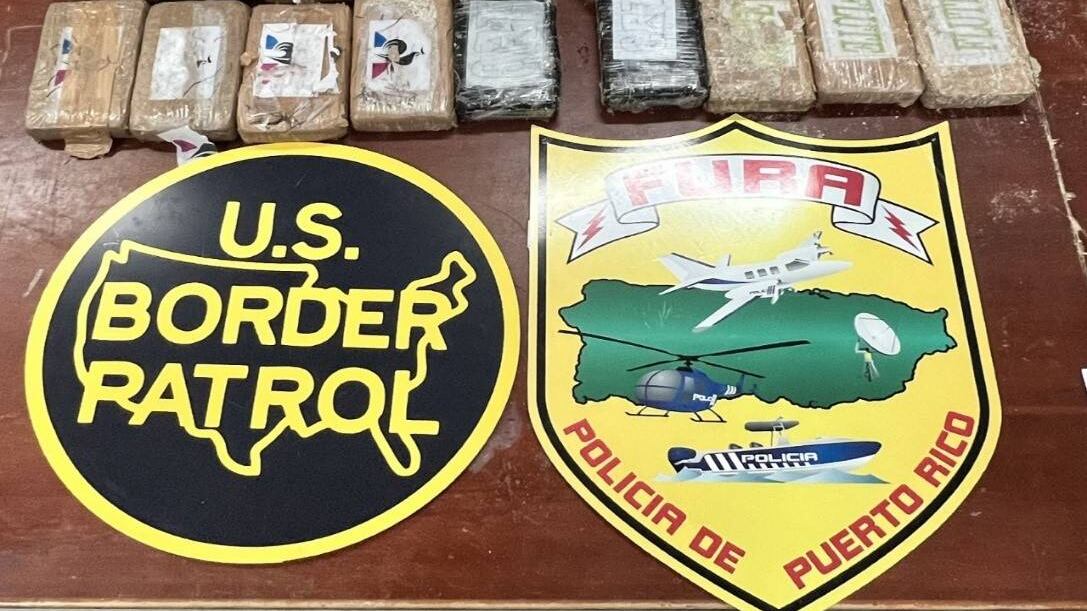 U.S.
BORDER
PATROL
FURA
POLICIA
POLICIA DE PUERTO RICO